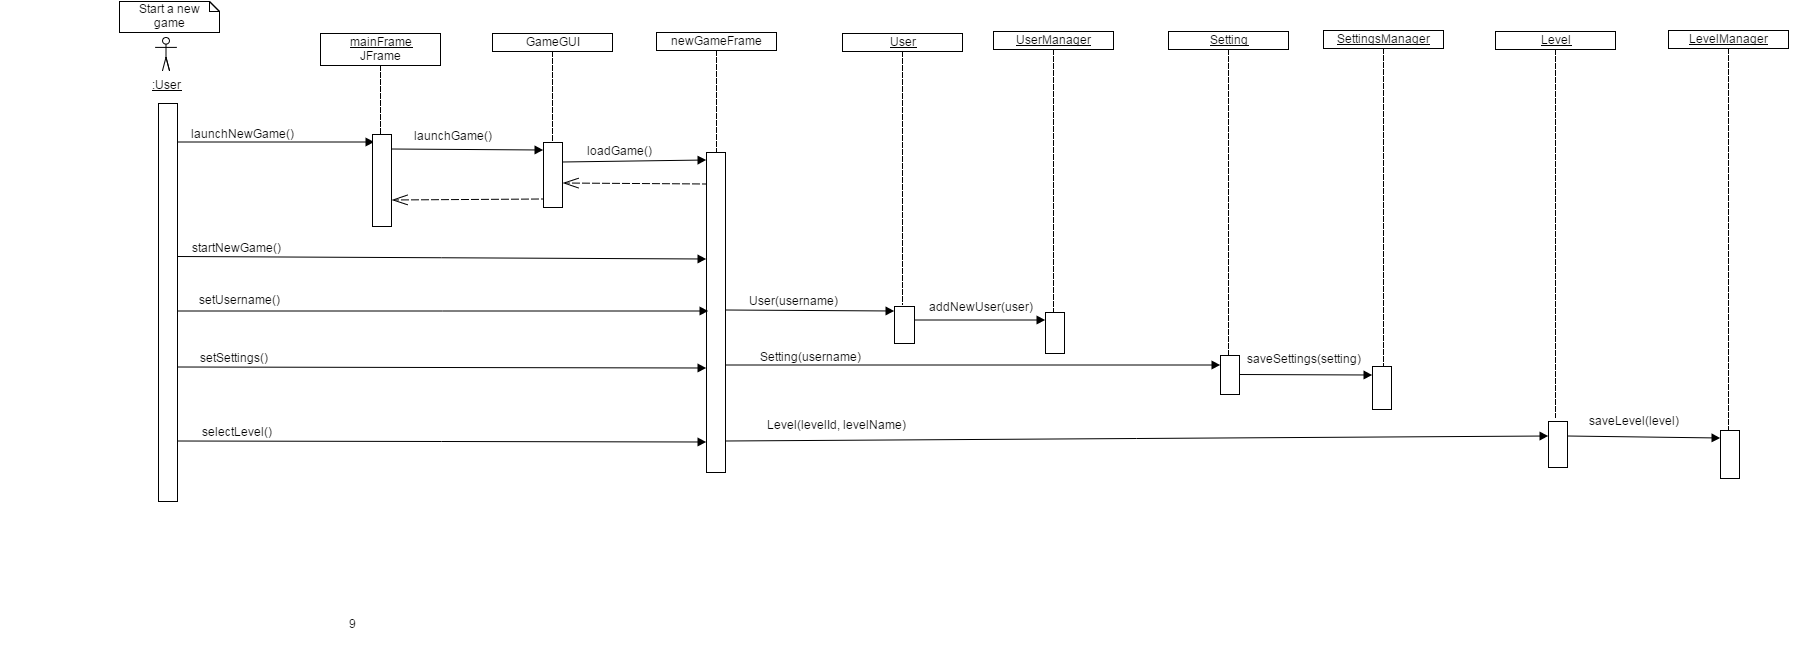 Start a new
game
:User
mainFrame
JFrame
GameGUI
newGameFrame
User
UserManager
Setting
SettingsManager
Level
LevelManager
launchNewGame()
launchGame()
loadGame()
startNewGame()
setUsername()
User(username)
addNewUser(user)
setSettings()
Setting(username)
saveSettings(setting)
selectLevel()
Level(levelId, levelName)
saveLevel(level)
9